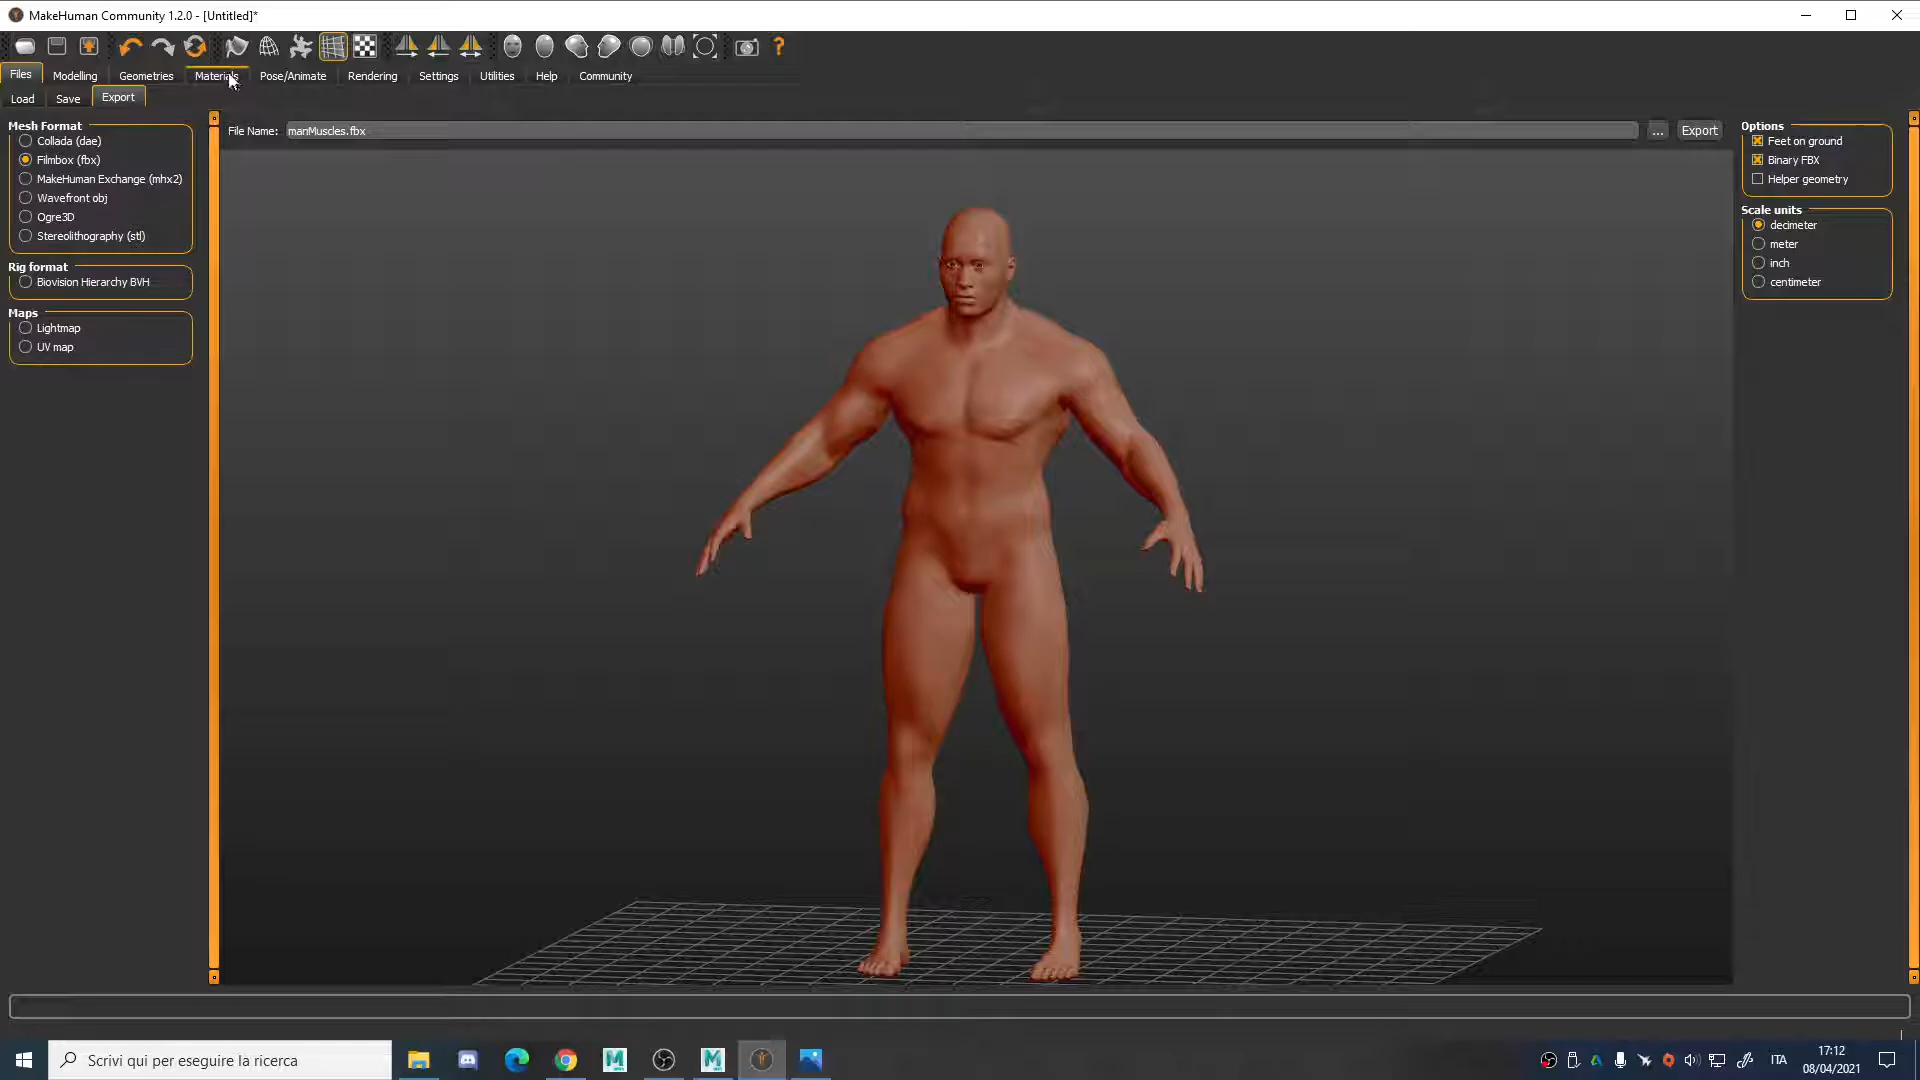 MakeHuman Community 1.2.0 - [Untitled]*
Files Modelling Geometries Materials Pose/Animate Rendering Settings Utilities Help Community
Load Save Export
Mesh Format
Collada (dae)
Filmbox (fbx)
MakeHuman Exchange (mhx2)
Wavefront obj
Ogre3D
Stereolithography (stl)
Rig format
Biovision Hierarchy BVH
Maps
Lightmap
UV map
File Name: manMuscles.fbx ... Export
Options
Feet on ground
Binary FBX
Helper geometry
Scale units
decimeter
meter
inch
centimeter
Scrivi qui per eseguire la ricerca
ITA
17:12
08/04/2021